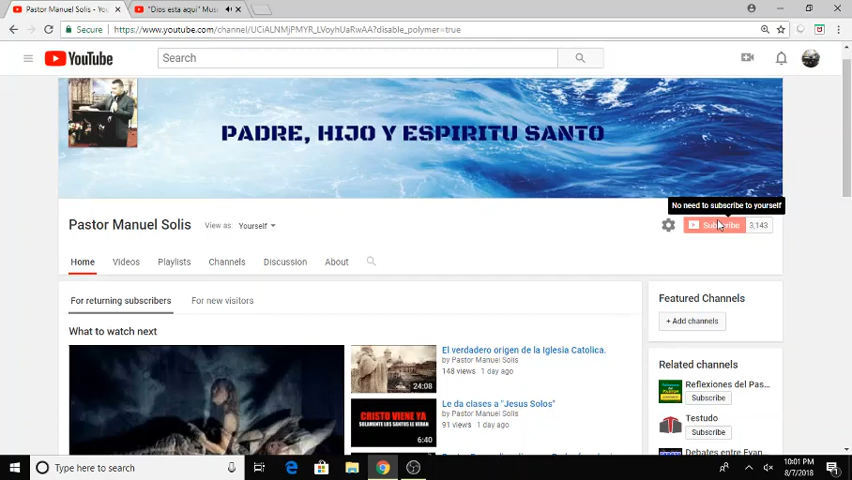 Pastor Manuel Solis - You
"Dios esta aqui" Mus
Secure
https://www.youtube.com/channel/UCiALNMjPMYR_LVoyhUaRwAA?disable_polymer=true
YouTube
Search
PADRE, HIJO Y ESPIRITU SANTO
No need to subscribe to yourself
Pastor Manuel Solis
View as: Yourself
Subscribe 3,143
Home Videos Playlists Channels Discussion About
For returning subscribers For new visitors
Featured Channels
+ Add channels
What to watch next
El verdadero origen de la Iglesia Catolica.
by Pastor Manuel Solis
148 views 1 day ago
24:08
Related channels
Reflexiones del Pas...
Subscribe
Le da clases a "Jesus Solos"
by Pastor Manuel Solis
91 views 1 day ago
CRISTO VIENE YA
SOLAMENTE LOS SANTOS LE VERAN
6:40
Testudo
Subscribe
Debates entre Evan
Type here to search
10:01 PM
8/7/2018